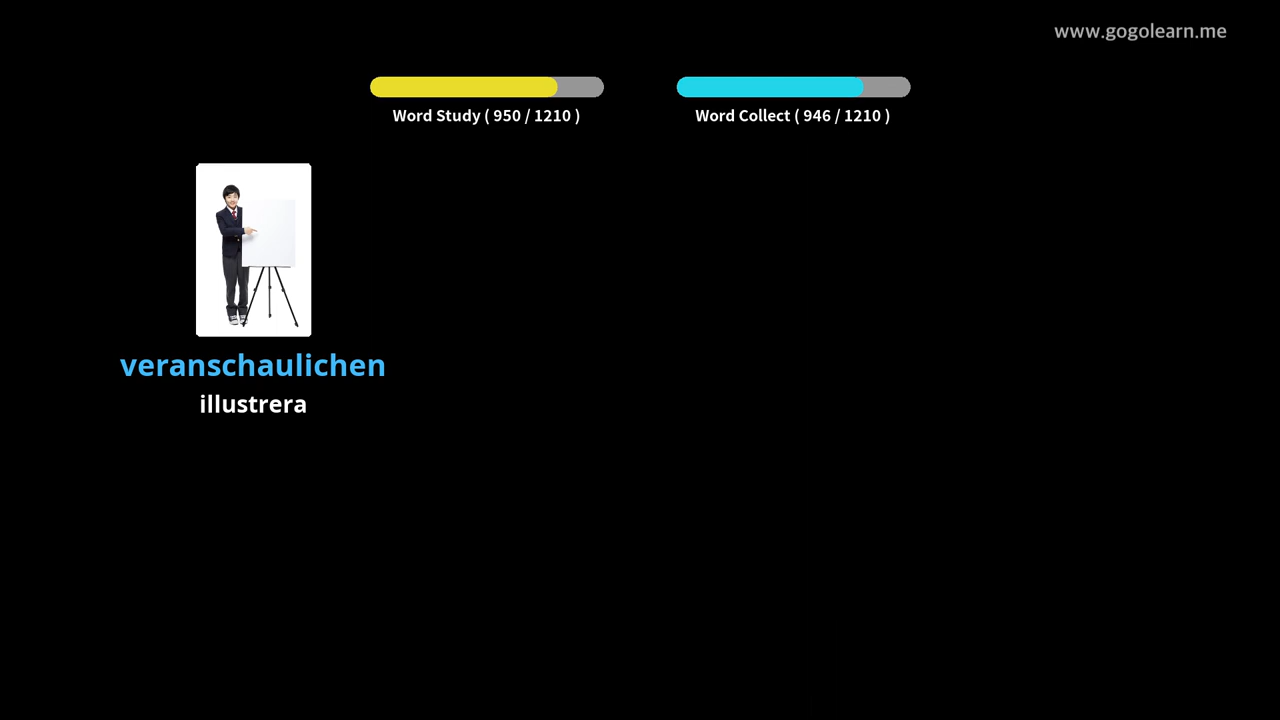 www.gogolearn.me
Word Study ( 950 / 1210 )
Word Collect ( 946 / 1210 )
veranschaulichen
illustrera